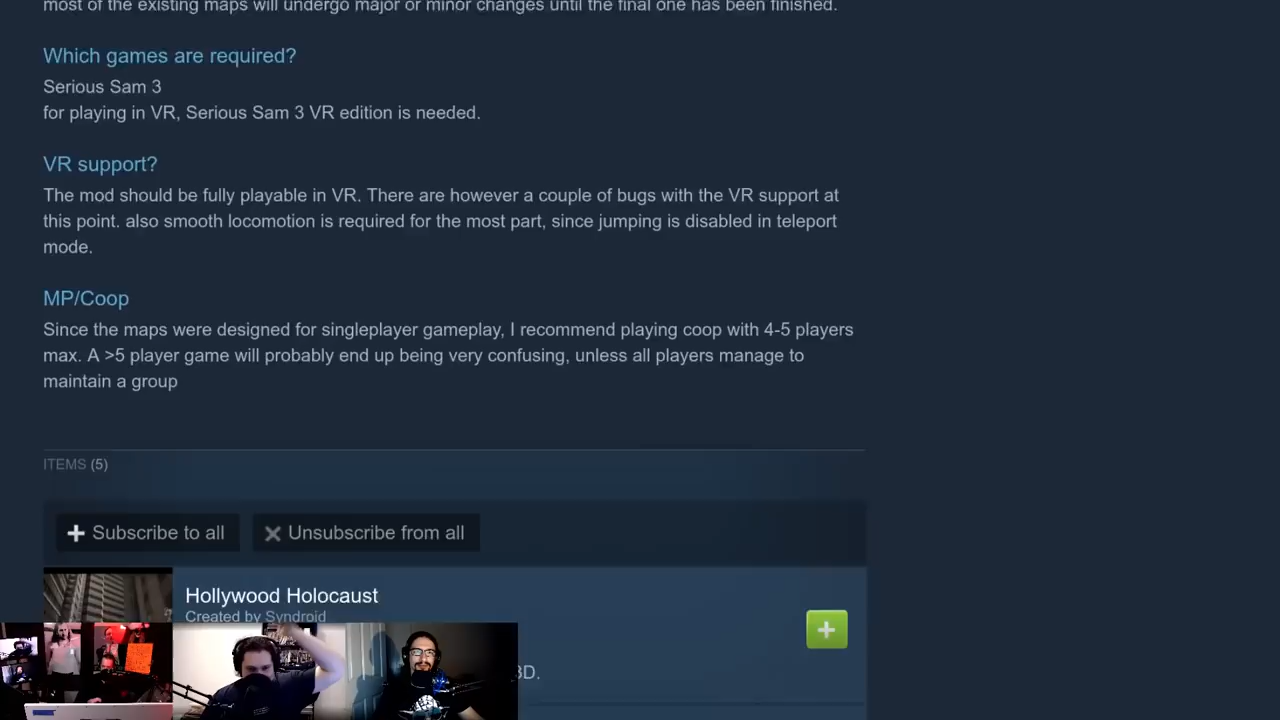 most of the existing maps will undergo major or minor changes until the final one has been finished.
Which games are required?
Serious Sam 3
for playing in VR, Serious Sam 3 VR edition is needed.
VR support?
The mod should be fully playable in VR. There are however a couple of bugs with the VR support at
this point. also smooth locomotion is required for the most part, since jumping is disabled in teleport
mode.
MP/Coop
Since the maps were designed for singleplayer gameplay, I recommend playing coop with 4-5 players
max. A >5 player game will probably end up being very confusing, unless all players manage to
maintain a group
ITEMS (5)
Subscribe to all
Unsubscribe from all
Hollywood Holocaust
Created by Syndroid
3D.